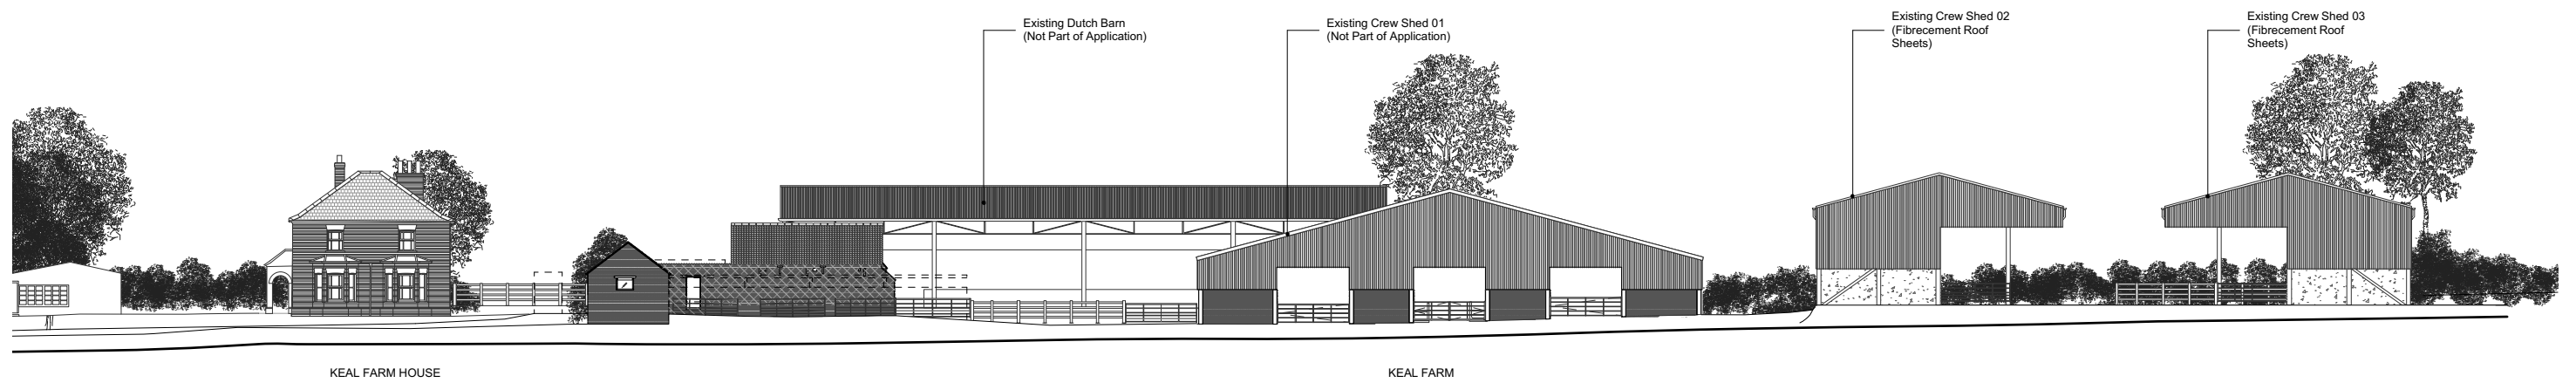 Existing Dutch Barn
(Not Part of Application)
Existing Crew Shed 01
(Not Part of Application)
Existing Crew Shed 02
(Fibrecement Roof
Sheets)
Existing Crew Shed 03
(Fibrecement Roof
Sheets)
KEAL FARM HOUSE
KEAL FARM